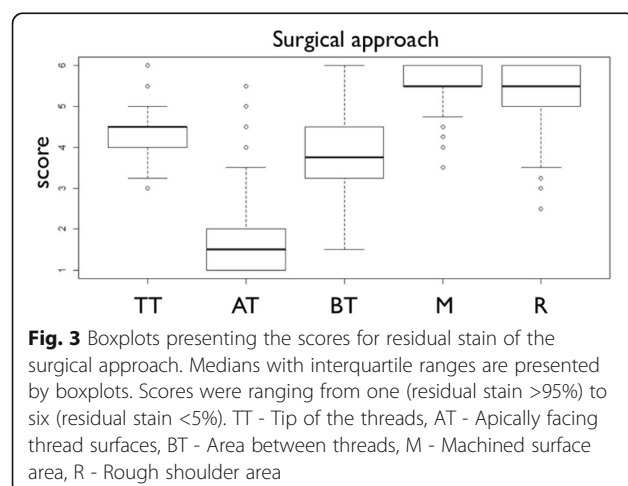 Surgical approach
score
6
5
4
3
2
1
TT AT BT M R
Fig. 3 Boxplots presenting the scores for residual stain of the
surgical approach. Medians with interquartile ranges are presented
by boxplots. Scores were ranging from one (residual stain >95%) to
six (residual stain <5%). TT - Tip of the threads, AT - Apically facing
thread surfaces, BT - Area between threads, M - Machined surface
area, R - Rough shoulder area